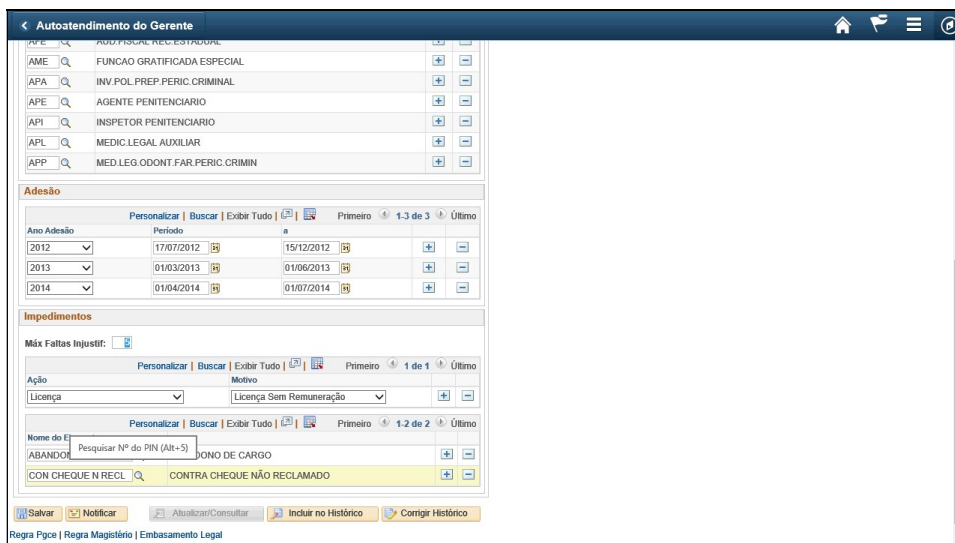 Autoatendimento do Gerente
AFE AUD.FISCAL REC.ESTADUAL
AME FUNCAO GRATIFICADA ESPECIAL
APA INV.POL.PREP.PERIC.CRIMINAL
APE AGENTE PENITENCIARIO
API INSPETOR PENITENCIARIO
APL MEDIC.LEGAL AUXILIAR
APP MED.LEG.ODONT.FAR.PERIC.CRIMIN
Adesão
Personalizar | Buscar | Exibir Tudo | | Primeiro 1-3 de 3 Último
Ano Adesão Período a
2012 17/07/2012 15/12/2012
2013 01/03/2013 01/06/2013
2014 01/04/2014 01/07/2014
Impedimentos
Máx Faltas Injustif: 5
Personalizar | Buscar | Exibir Tudo | | Primeiro 1 de 1 Último
Ação Motivo
Licença Licença Sem Remuneração
Personalizar | Buscar | Exibir Tudo | | Primeiro 1-2 de 2 Último
Nome do E
Pesquisar Nº do PIN (Alt+5)
ABANDON DONO DE CARGO
CON CHEQUE N RECL CONTRA CHEQUE NÃO RECLAMADO
Salvar Notificar Atualizar/Consultar Incluir no Histórico Corrigir Histórico
Regra Pgce | Regra Magistério | Embasamento Legal